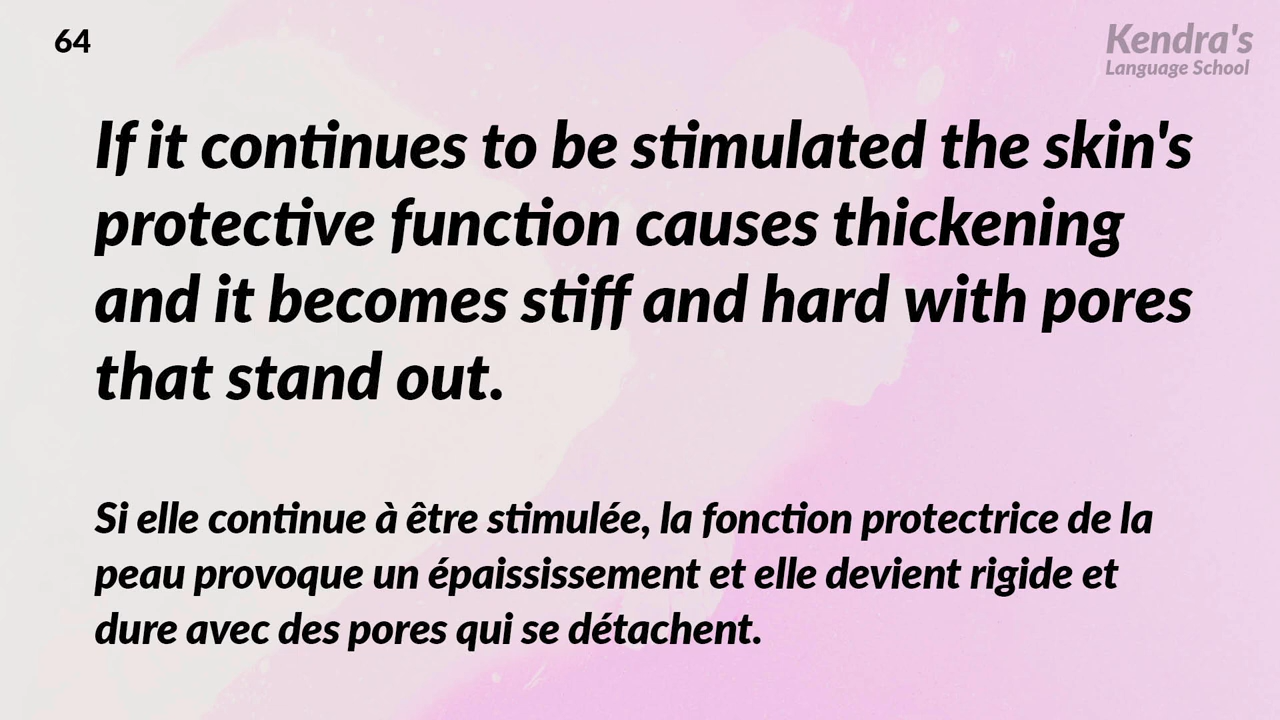 64
Kendra's
Language School
If it continues to be stimulated the skin's
protective function causes thickening
and it becomes stiff and hard with pores
that stand out.
Si elle continue à être stimulée, la fonction protectrice de la
peau provoque un épaississement et elle devient rigide et
dure avec des pores qui se détachent.